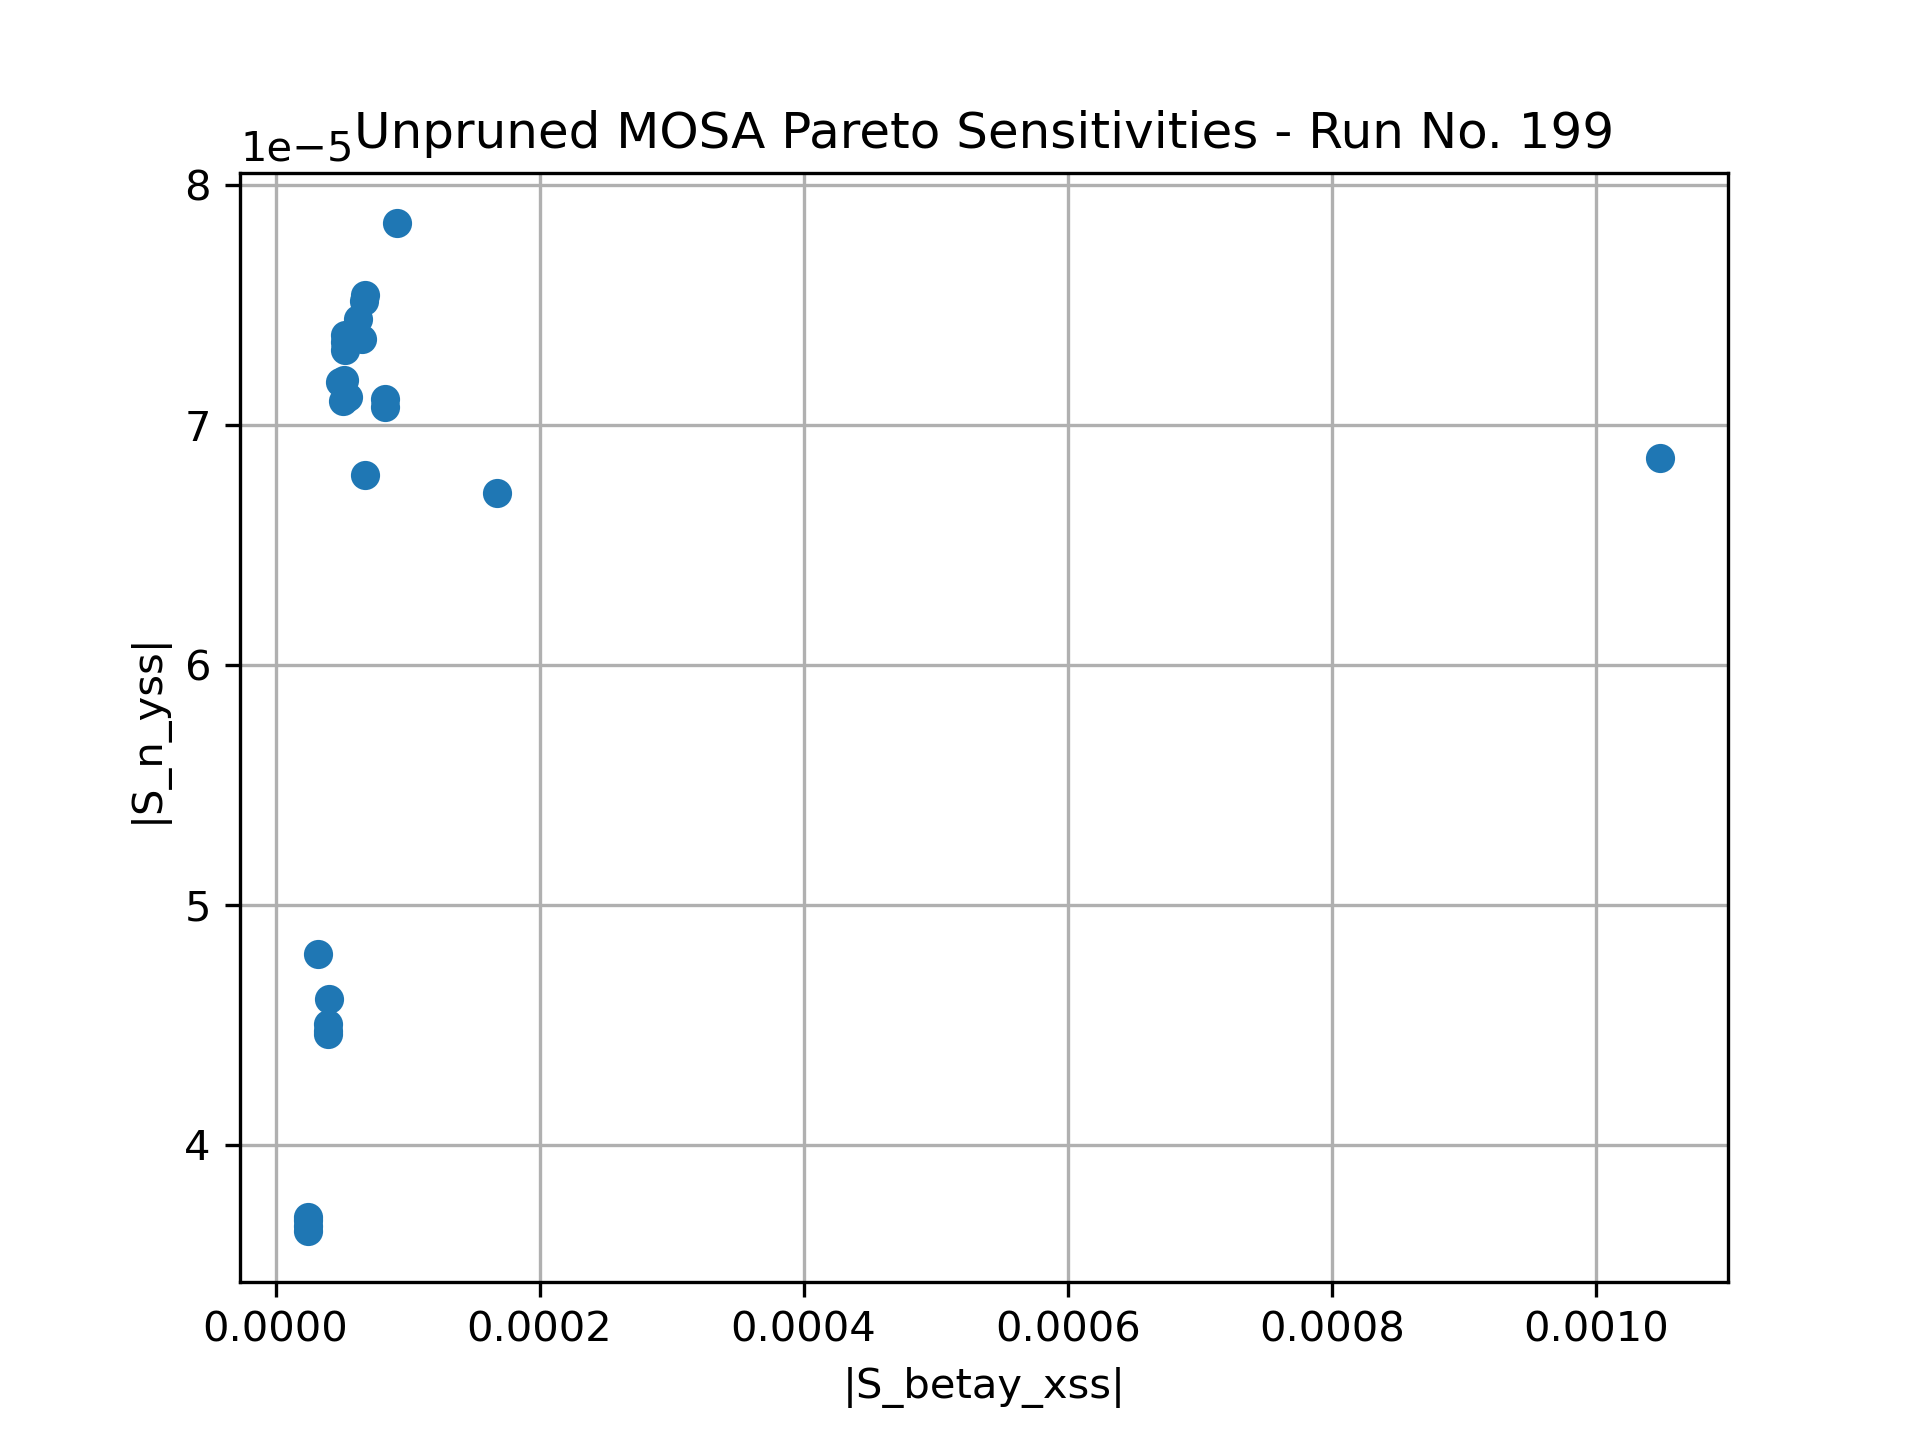 Unpruned MOSA Pareto Sensitivities - Run No. 199
1e−5
8
7
6
5
4
|S_n_yss|
0.0000 0.0002 0.0004 0.0006 0.0008 0.0010
|S_betay_xss|